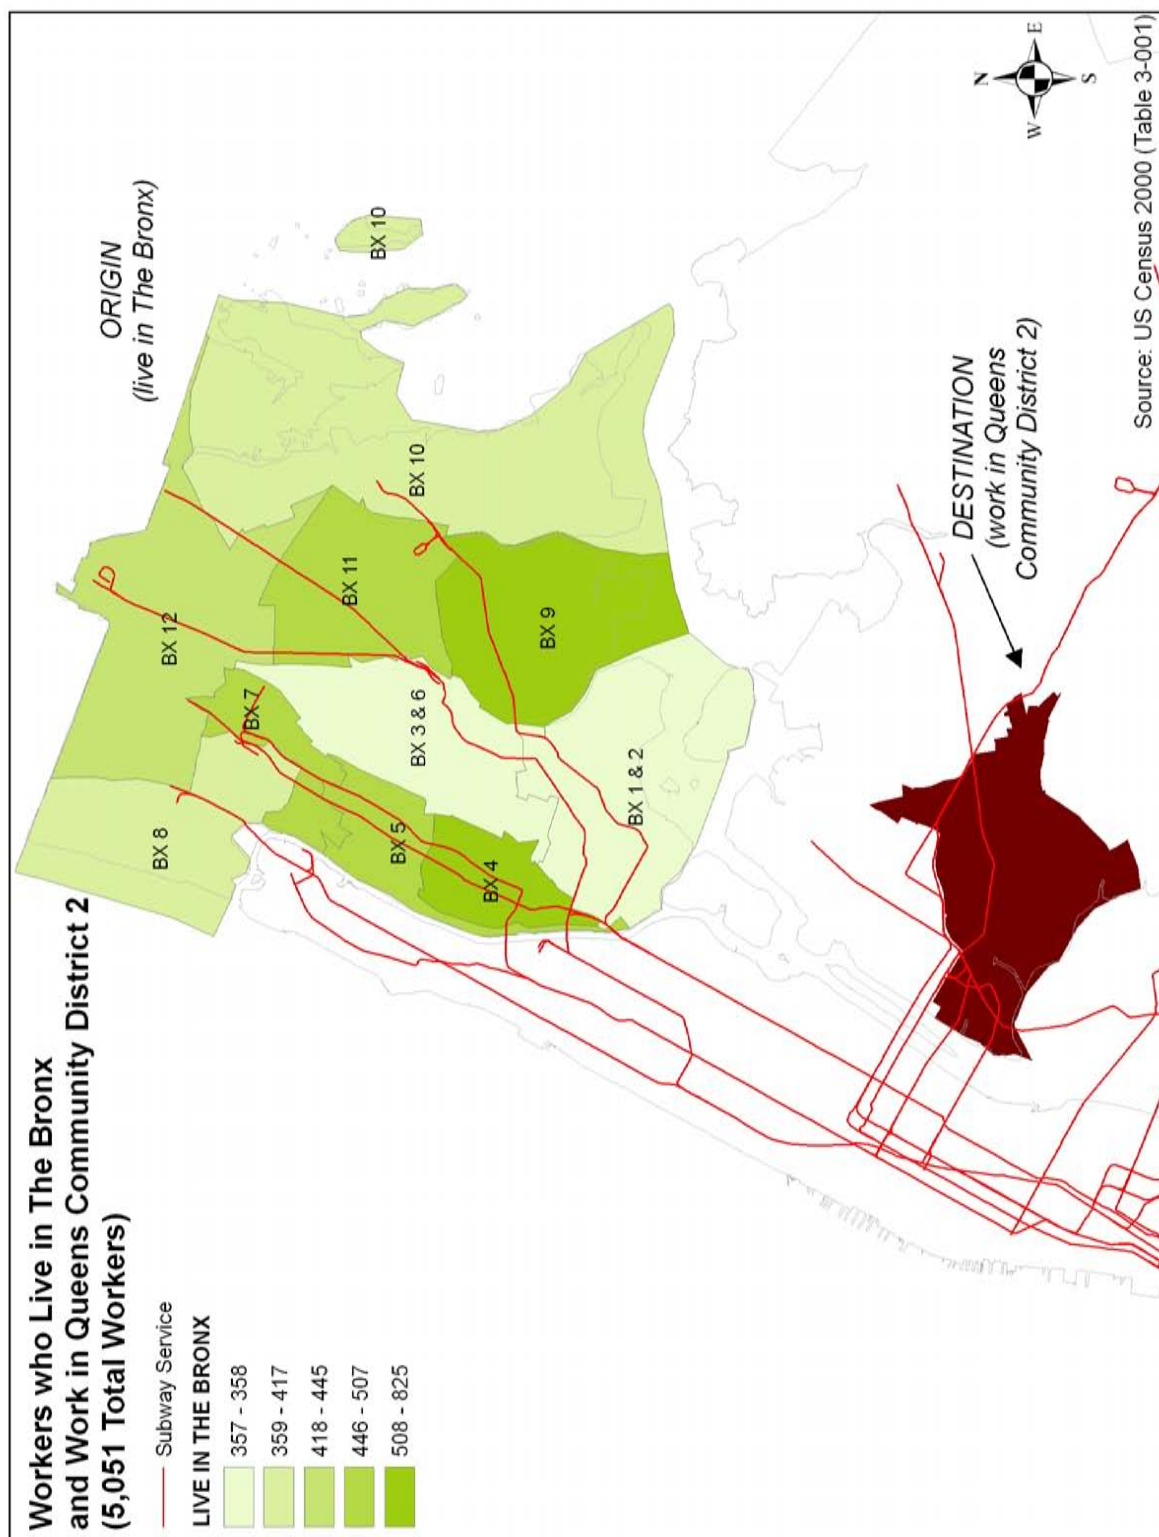 Workers who Live in The Bronx
and Work in Queens Community District 2
(5,051 Total Workers)
Subway Service
LIVE IN THE BRONX
357 - 358
359 - 417
418 - 445
446 - 507
508 - 825
ORIGIN
(live in The Bronx)
BX 8
BX 12
BX 7
BX 11
BX 10
BX 10
BX 5
BX 3 & 6
BX 4
BX 9
BX 1 & 2
DESTINATION
(work in Queens
Community District 2)
N
W
E
S
Source: US Census 2000 (Table 3-001)